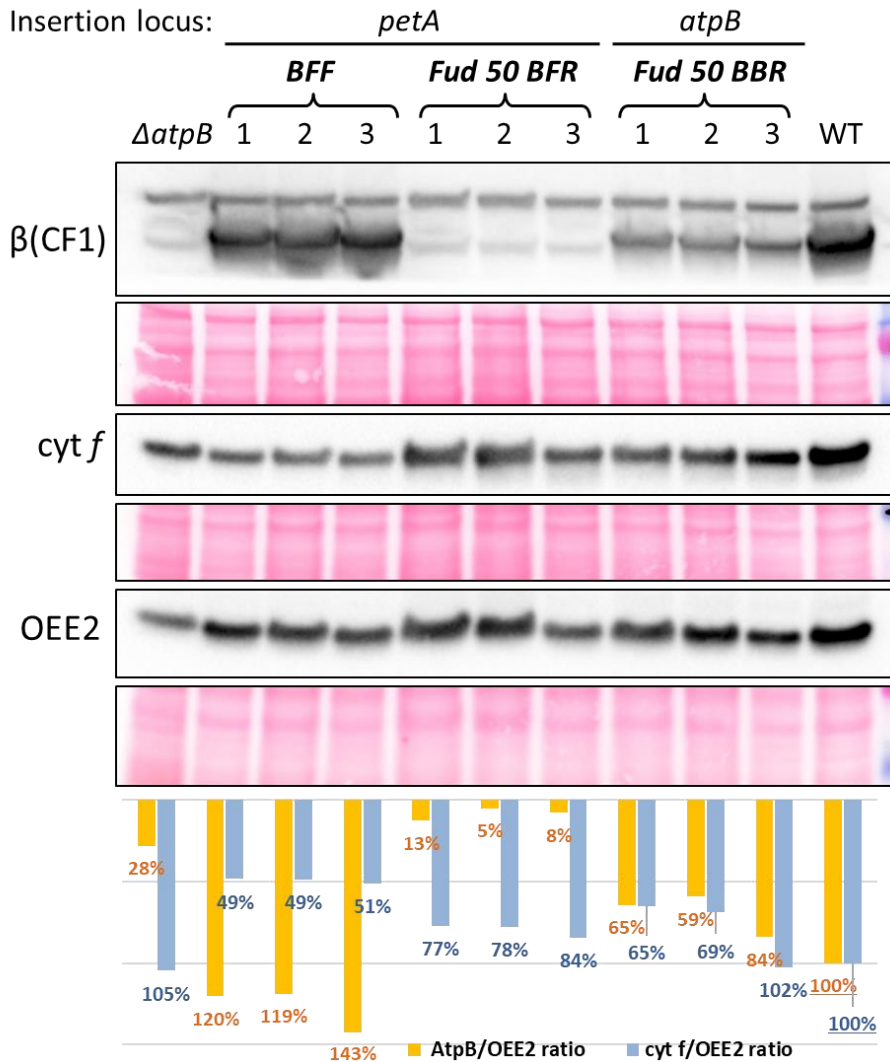 Insertion locus: petA atpB
BFF Fud 50 BFR Fud 50 BBR
ΔatpB 1 2 3 1 2 3 1 2 3 WT
β(CF1)
cyt f
OEE2
28% 105% 120% 49% 119% 49% 143% 51% 13% 77% 5% 78% 8% 84% 65% 65% 59% 69% 84% 102% 100% 100%
AtpB/OEE2 ratio cyt f/OEE2 ratio